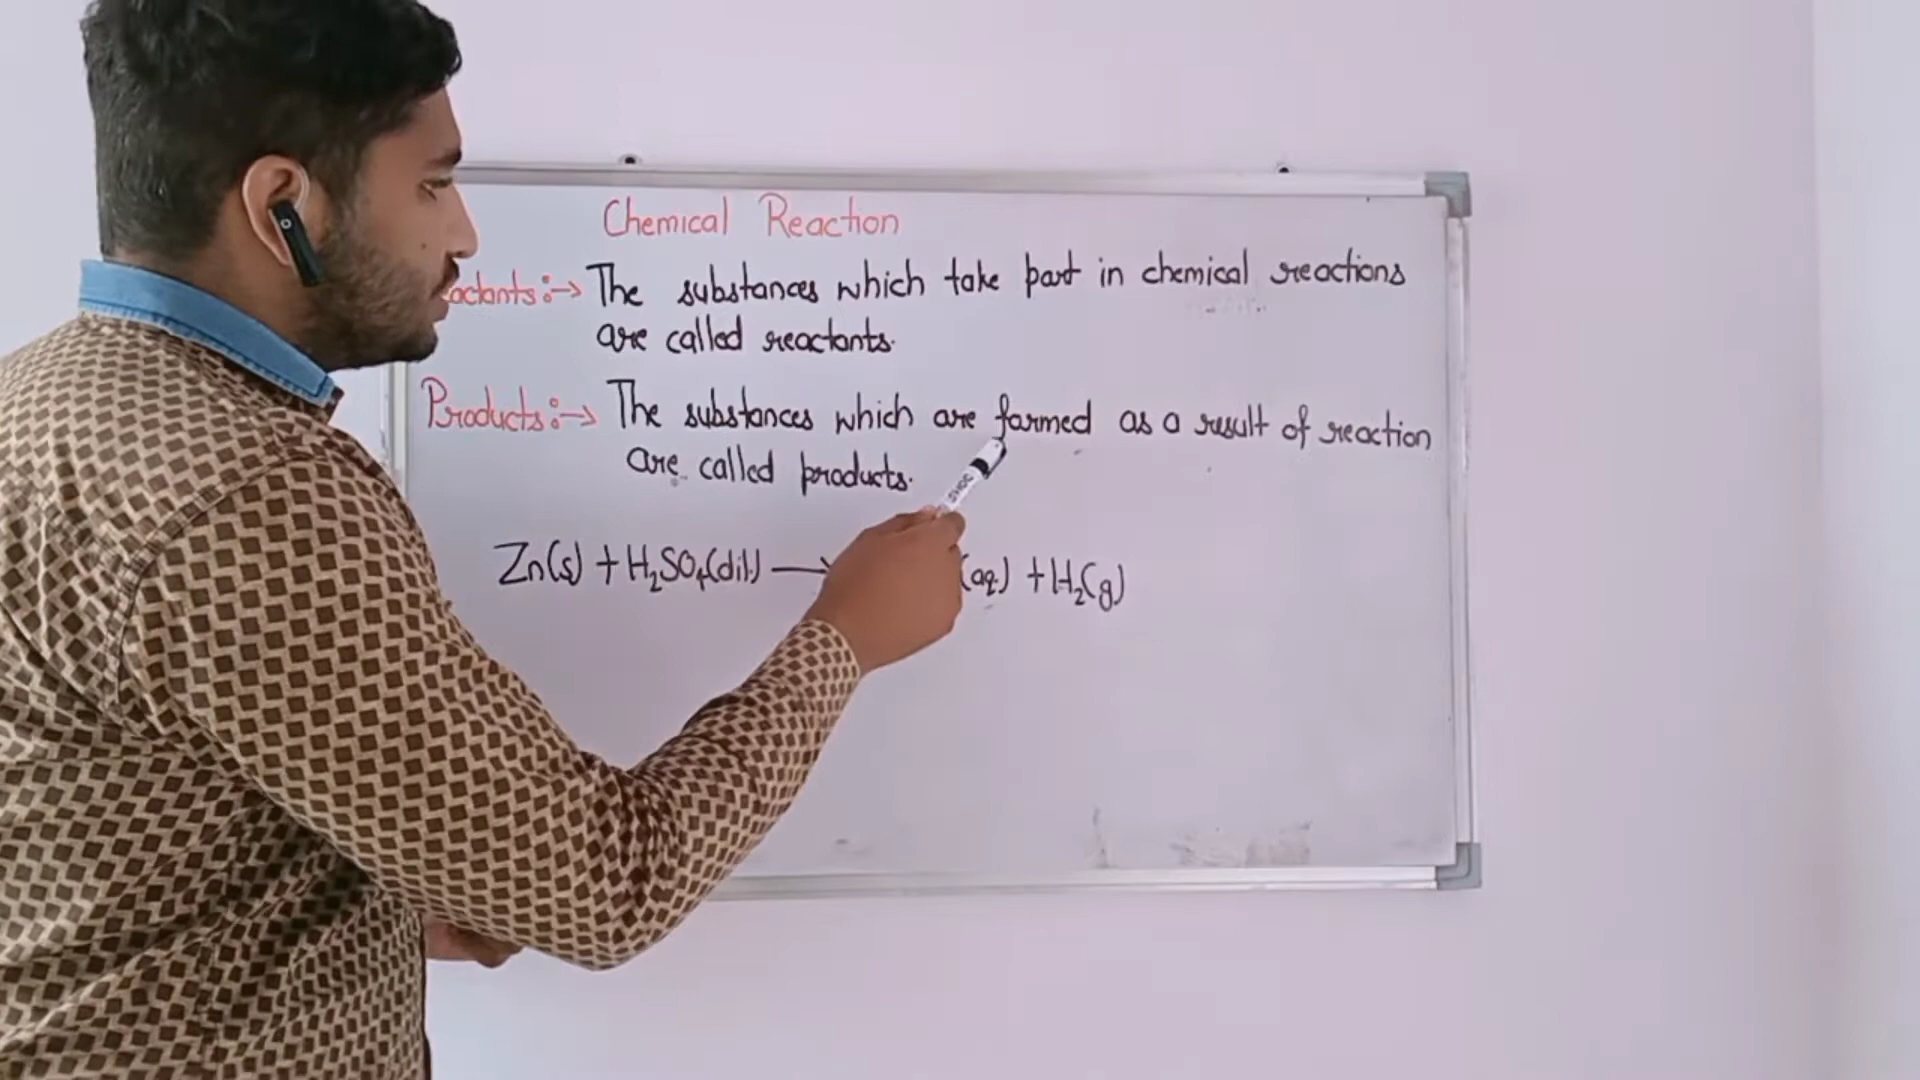 Chemical Reaction
actants:→ The substances which take part in chemical reactions
are called reactants.
Products:→ The substances which are formed as a result of reaction
are called products.
Zn(s) + H₂SO₄(dil.) → (aq.) + H₂(g)